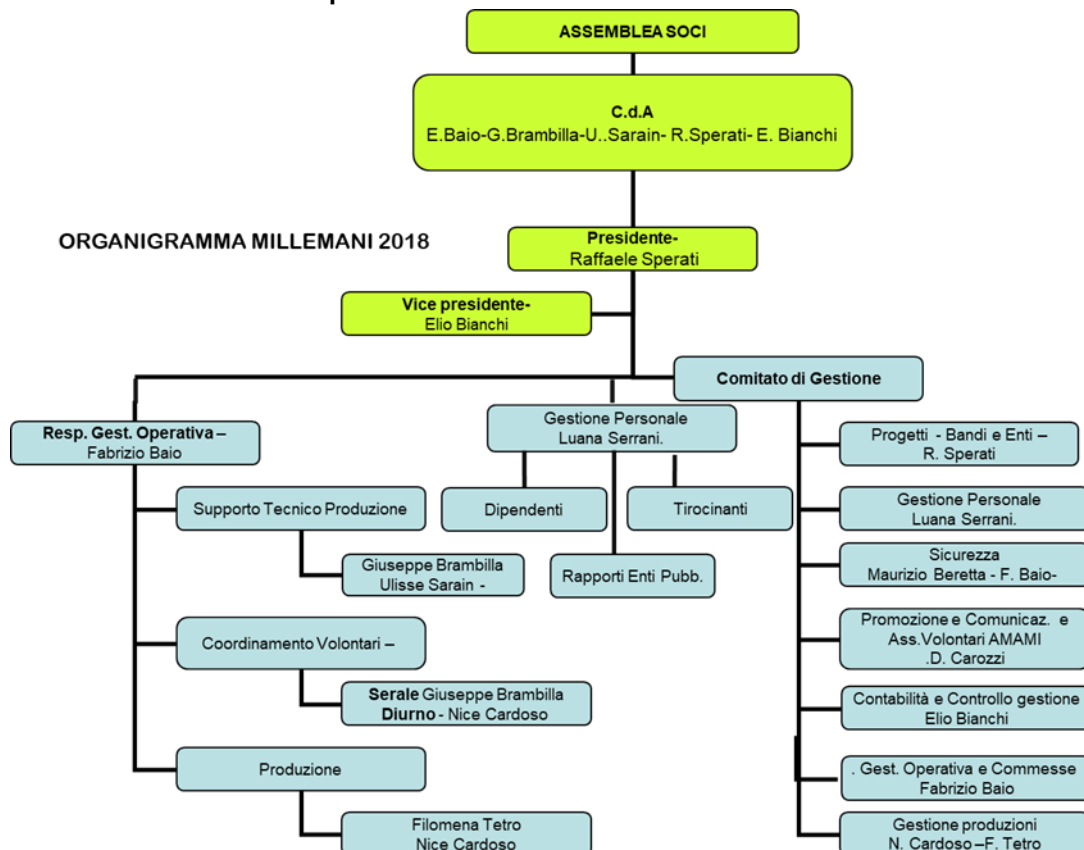 ASSEMBLEA SOCI
C.d.A
E.Baio-G.Brambilla-U..Sarain- R.Sperati- E. Bianchi
ORGANIGRAMMA MILLEMANI 2018
Presidente-
Raffaele Sperati
Vice presidente-
Elio Bianchi
Comitato di Gestione
Resp. Gest. Operativa –
Fabrizio Baio
Gestione Personale
Luana Serrani.
Progetti - Bandi e Enti –
R. Sperati
Supporto Tecnico Produzione
Dipendenti
Tirocinanti
Gestione Personale
Luana Serrani.
Giuseppe Brambilla
Ulisse Sarain -
Rapporti Enti Pubb.
Sicurezza
Maurizio Beretta - F. Baio-
Coordinamento Volontari –
Promozione e Comunicaz. e
Ass.Volontari AMAMI
.D. Carozzi
Serale Giuseppe Brambilla
Diurno - Nice Cardoso
Contabilità e Controllo gestione
Elio Bianchi
Produzione
. Gest. Operativa e Commesse
Fabrizio Baio
Filomena Tetro
Nice Cardoso
Gestione produzioni
N. Cardoso –F. Tetro